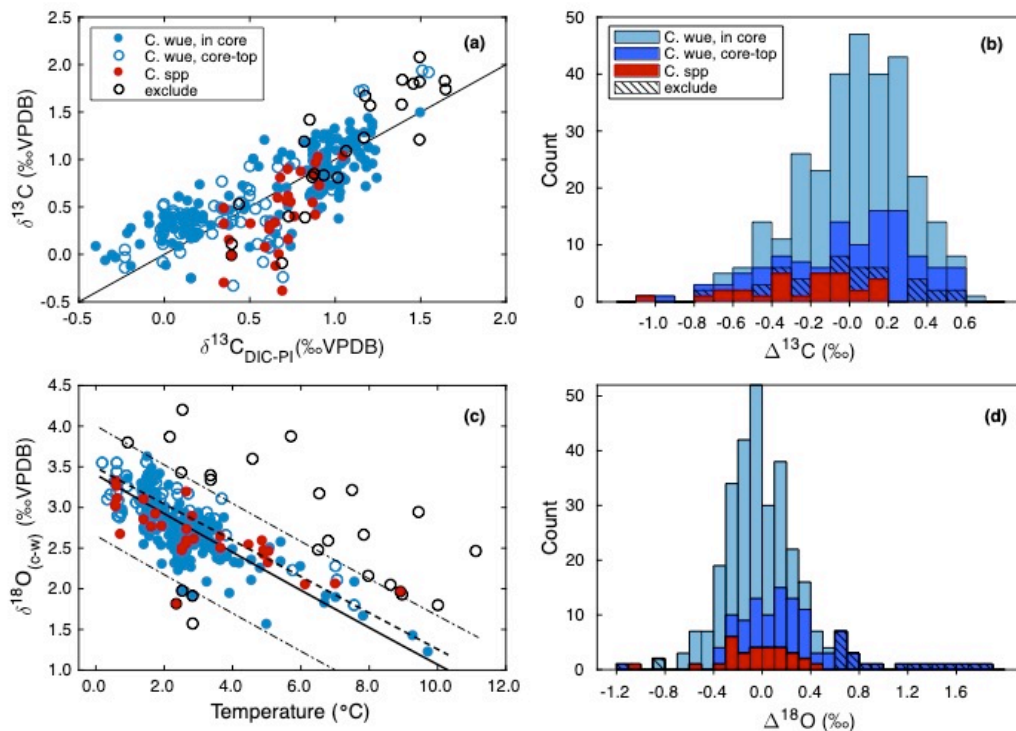 (a)
C. wue, in core
C. wue, core-top
C. spp
exclude
δ¹³C (‰VPDB)
2.5
2.0
1.5
1.0
0.5
0.0
-0.5
-0.5 0.0 0.5 1.0 1.5 2.0
δ¹³C_DIC-PI (‰VPDB)
(b)
C. wue, in core
C. wue, core-top
C. spp
exclude
Count
50
40
30
20
10
0
-1.0 -0.8 -0.4 -0.0 0.2 0.4 0.6
Δ¹³C (‰)
(c)
δ¹⁸O(c-w) (‰VPDB)
4.5
4.0
3.5
3.0
2.5
2.0
1.5
1.0
0.0 2.0 4.0 6.0 8.0 10.0 12.0
Temperature (°C)
(d)
Count
50
40
30
20
10
0
-1.2 -0.8 -0.4 0.0 0.4 0.8 1.2 1.6
Δ¹⁸O (‰)